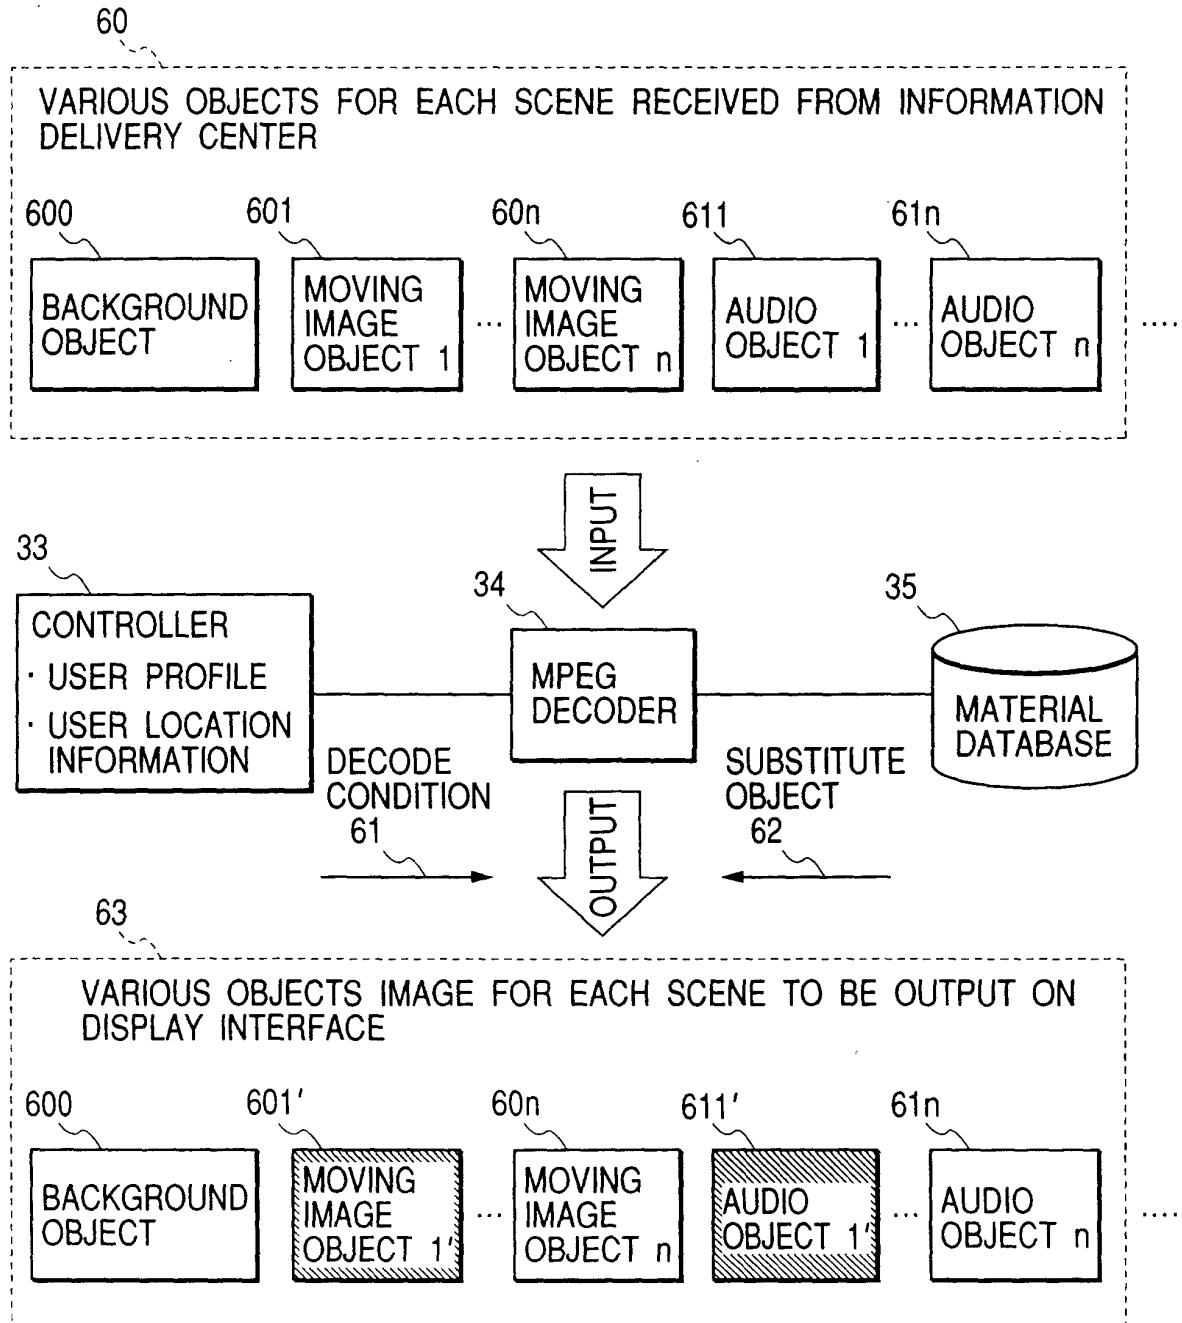 60
VARIOUS OBJECTS FOR EACH SCENE RECEIVED FROM INFORMATION
DELIVERY CENTER
600
601
60n
611
61n
BACKGROUND
OBJECT
MOVING
IMAGE
OBJECT 1
...
MOVING
IMAGE
OBJECT n
AUDIO
OBJECT 1
...
AUDIO
OBJECT n
....
INPUT
33
CONTROLLER
· USER PROFILE
· USER LOCATION
INFORMATION
34
MPEG
DECODER
35
MATERIAL
DATABASE
DECODE
CONDITION
61
OUTPUT
SUBSTITUTE
OBJECT
62
63
VARIOUS OBJECTS IMAGE FOR EACH SCENE TO BE OUTPUT ON
DISPLAY INTERFACE
600
601'
60n
611'
61n
BACKGROUND
OBJECT
MOVING
IMAGE
OBJECT 1'
...
MOVING
IMAGE
OBJECT n
AUDIO
OBJECT 1'
...
AUDIO
OBJECT n
....